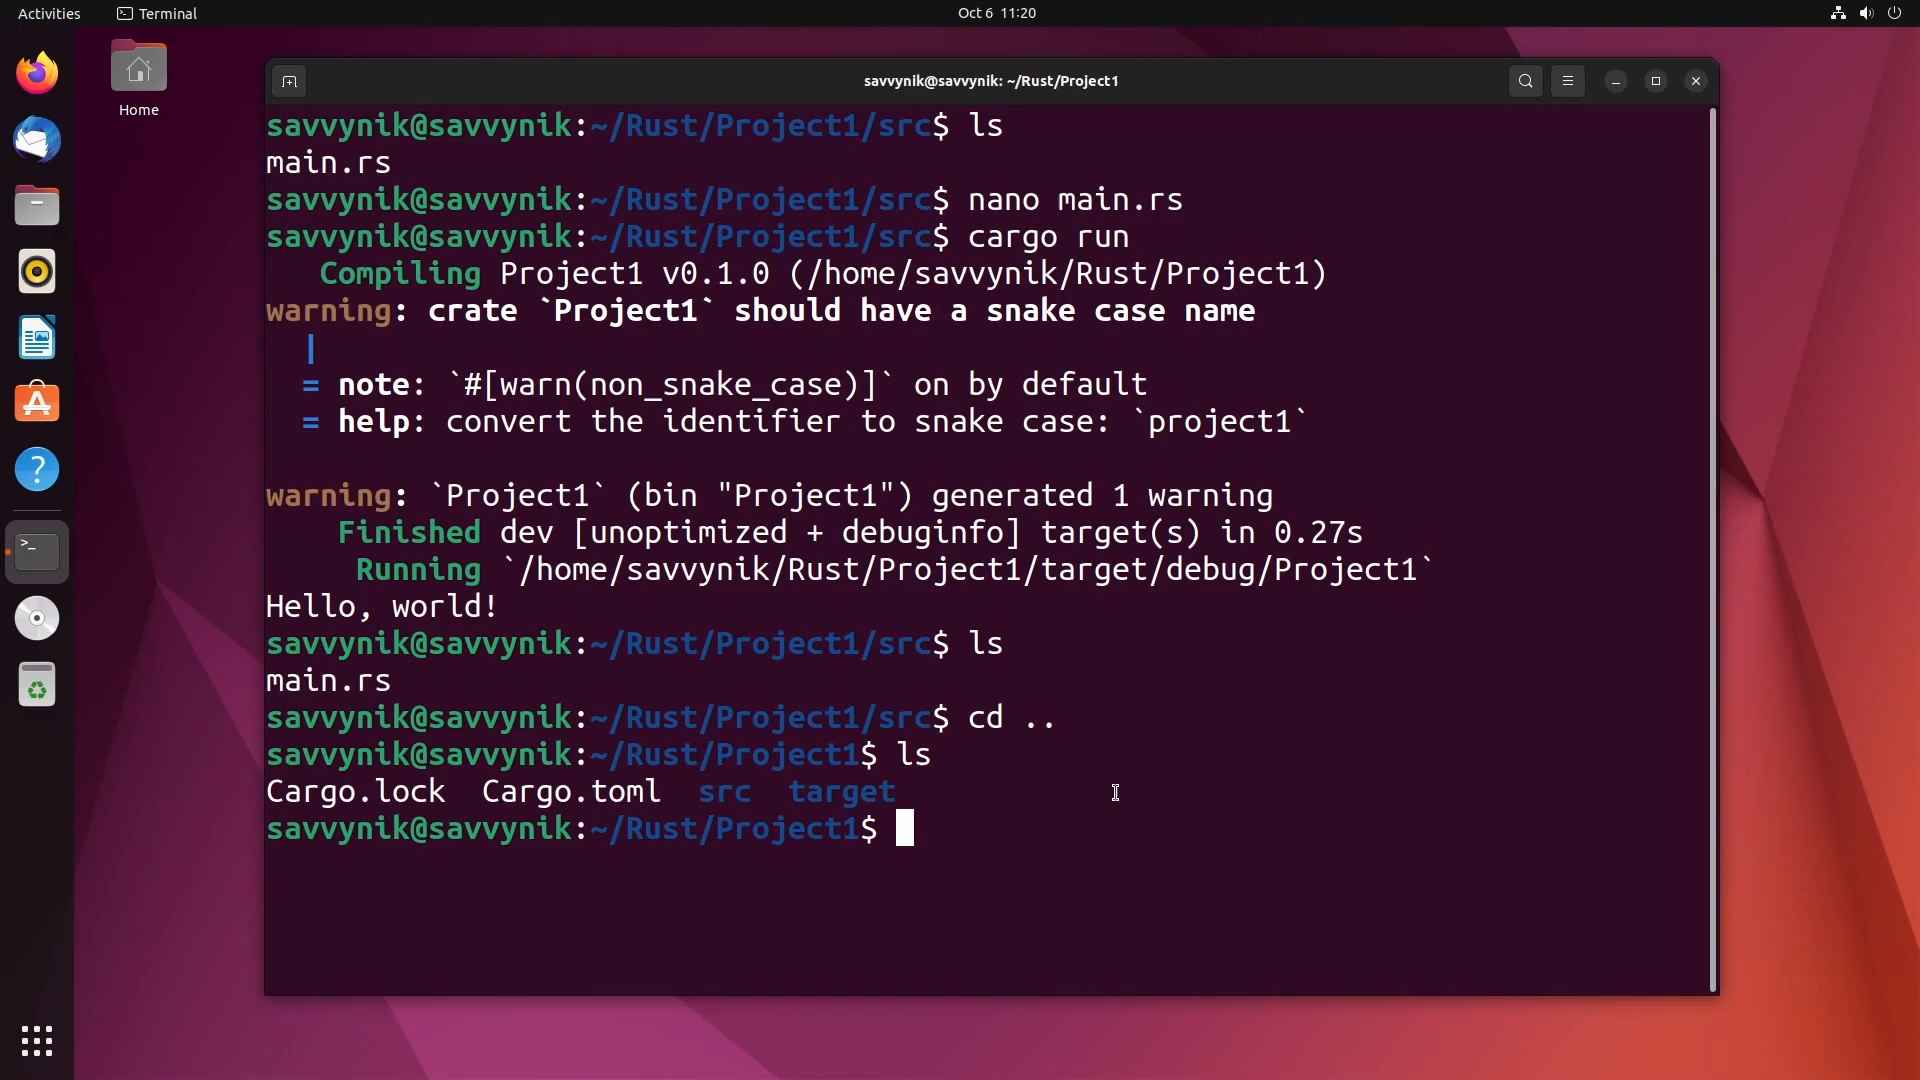 Activities Terminal Oct 6 11:20
Home
savvynik@savvynik: ~/Rust/Project1
savvynik@savvynik:~/Rust/Project1/src$ ls
main.rs
savvynik@savvynik:~/Rust/Project1/src$ nano main.rs
savvynik@savvynik:~/Rust/Project1/src$ cargo run
   Compiling Project1 v0.1.0 (/home/savvynik/Rust/Project1)
warning: crate `Project1` should have a snake case name
  |
  = note: `#[warn(non_snake_case)]` on by default
  = help: convert the identifier to snake case: `project1`
warning: `Project1` (bin "Project1") generated 1 warning
    Finished dev [unoptimized + debuginfo] target(s) in 0.27s
     Running `/home/savvynik/Rust/Project1/target/debug/Project1`
Hello, world!
savvynik@savvynik:~/Rust/Project1/src$ ls
main.rs
savvynik@savvynik:~/Rust/Project1/src$ cd ..
savvynik@savvynik:~/Rust/Project1$ ls
Cargo.lock  Cargo.toml  src  target
savvynik@savvynik:~/Rust/Project1$